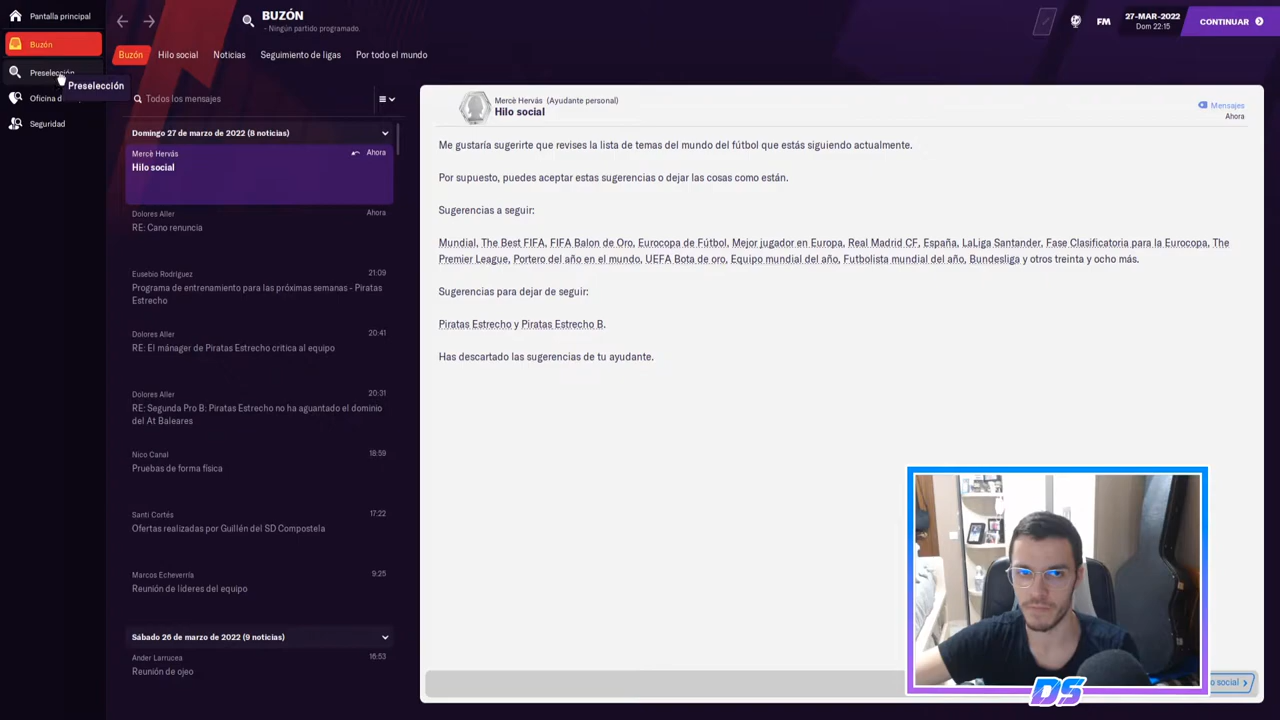 Pantalla principal
Buzón
Preselección
Preselección
Oficina d
Seguridad
BUZÓN
- Ningún partido programado.
FM
27-MAR-2022
Dom 22:15
CONTINUAR
Buzón
Hilo social
Noticias
Seguimiento de ligas
Por todo el mundo
Todos los mensajes
Domingo 27 de marzo de 2022 (8 noticias)
Mercè Hervás
Ahora
Hilo social
Dolores Aller
Ahora
RE: Cano renuncia
Eusebio Rodríguez
21:09
Programa de entrenamiento para las próximas semanas - Piratas
Estrecho
Dolores Aller
20:41
RE: El mánager de Piratas Estrecho critica al equipo
Dolores Aller
20:31
RE: Segunda Pro B: Piratas Estrecho no ha aguantado el dominio
del At Baleares
Nico Canal
18:59
Pruebas de forma física
Santi Cortés
17:22
Ofertas realizadas por Guillén del SD Compostela
Marcos Echeverría
9:25
Reunión de líderes del equipo
Sábado 26 de marzo de 2022 (9 noticias)
Ander Larrucea
16:53
Reunión de ojeo
Mercè Hervás (Ayudante personal)
Hilo social
Mensajes
Ahora
Me gustaría sugerirte que revises la lista de temas del mundo del fútbol que estás siguiendo actualmente.
Por supuesto, puedes aceptar estas sugerencias o dejar las cosas como están.
Sugerencias a seguir:
Mundial, The Best FIFA, FIFA Balon de Oro, Eurocopa de Fútbol, Mejor jugador en Europa, Real Madrid CF, España, LaLiga Santander, Fase Clasificatoria para la Eurocopa, The
Premier League, Portero del año en el mundo, UEFA Bota de oro, Equipo mundial del año, Futbolista mundial del año, Bundesliga y otros treinta y ocho más.
Sugerencias para dejar de seguir:
Piratas Estrecho y Piratas Estrecho B.
Has descartado las sugerencias de tu ayudante.
social
DS